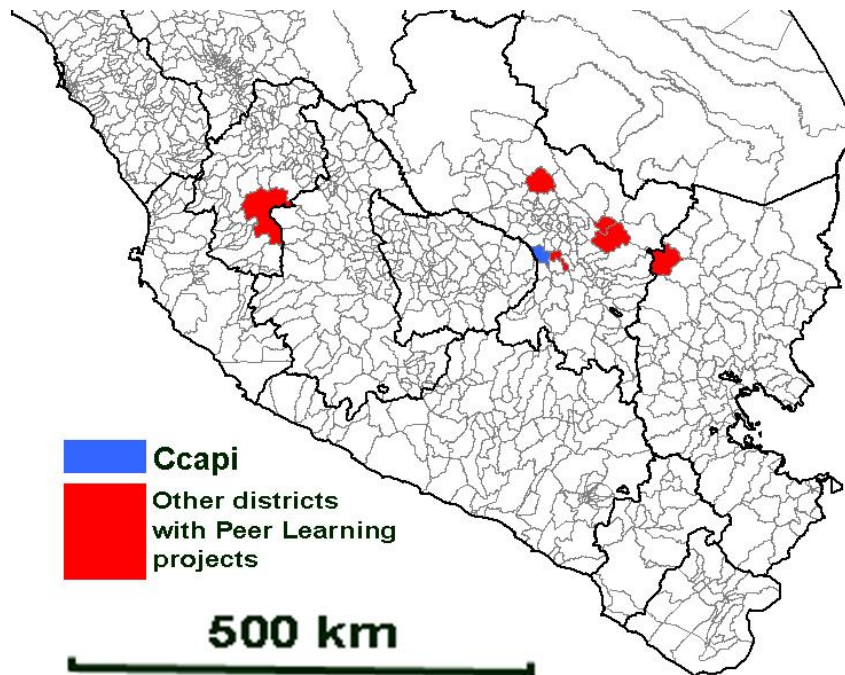 Ccapi
Other districts
with Peer Learning
projects
500 km